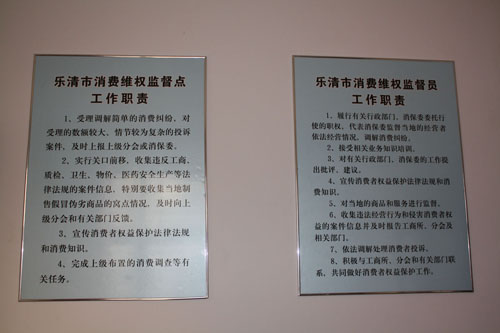 乐清市消费维权监督点
工作职责
1、受理调解简单的消费纠纷，对
受理的数额较大、情节较为复杂的投诉
案件，及时上报上级分会或消保委。
2、实行关口前移，收集违反工商、
质检、卫生、物价、医药安全生产等法
律法规的案件信息，特别要收集当地制
售假冒伪劣商品的窝点情况，及时向上
级分会和有关部门反馈。
3、宣传消费者权益保护法律法规
和消费知识。
4、完成上级布置的消费调查等有
关任务。
乐清市消费维权监督员
工作职责
1、履行有关行政部门、消保委委托行
使的职权，代表消保委监督当地的经营者
依法经营情况，调解消费纠纷。
2、接受相关业务知识培训。
3、对有关行政部门、消保委的工作提
出批评、建议。
4、宣传消费者权益保护法律法规和消
费知识。
5、对当地的商品和服务进行监督。
6、收集违法经营行为和侵害消费者权
益的案件信息并及时报告工商所、分会及
相关部门。
7、依法调解处理消费者投诉。
8、积极与工商所、分会和有关部门联
系，共同做好消费者权益保护工作。